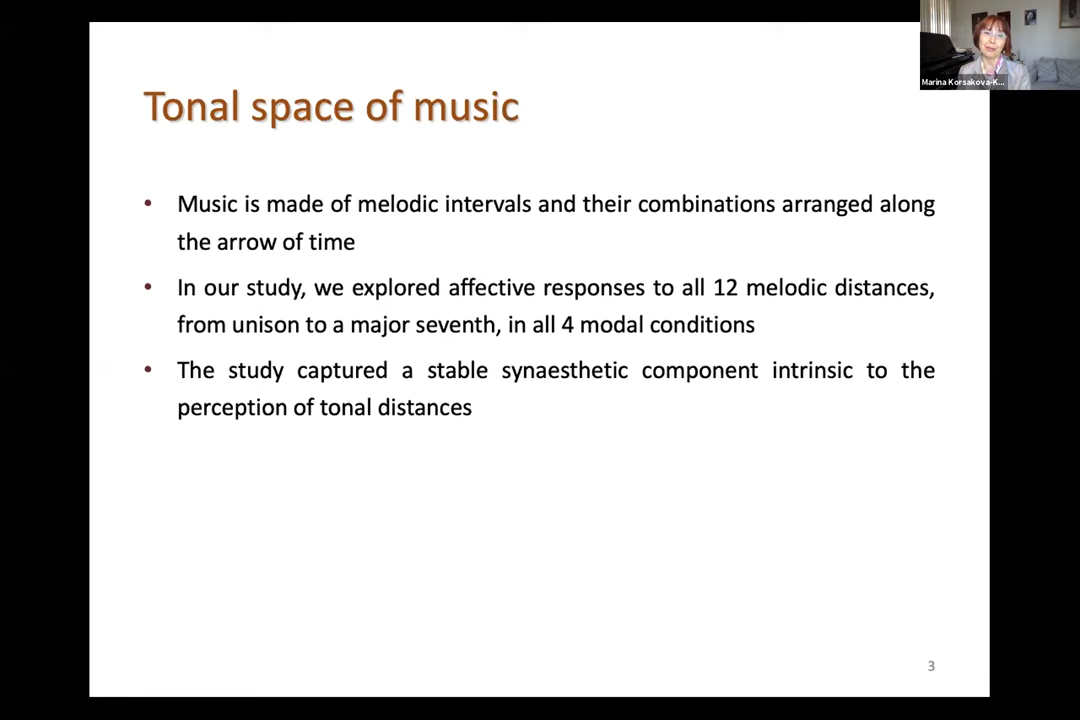 Marina Korsakova-K...
Tonal space of music
• Music is made of melodic intervals and their combinations arranged along
the arrow of time
• In our study, we explored affective responses to all 12 melodic distances,
from unison to a major seventh, in all 4 modal conditions
• The study captured a stable synaesthetic component intrinsic to the
perception of tonal distances
3